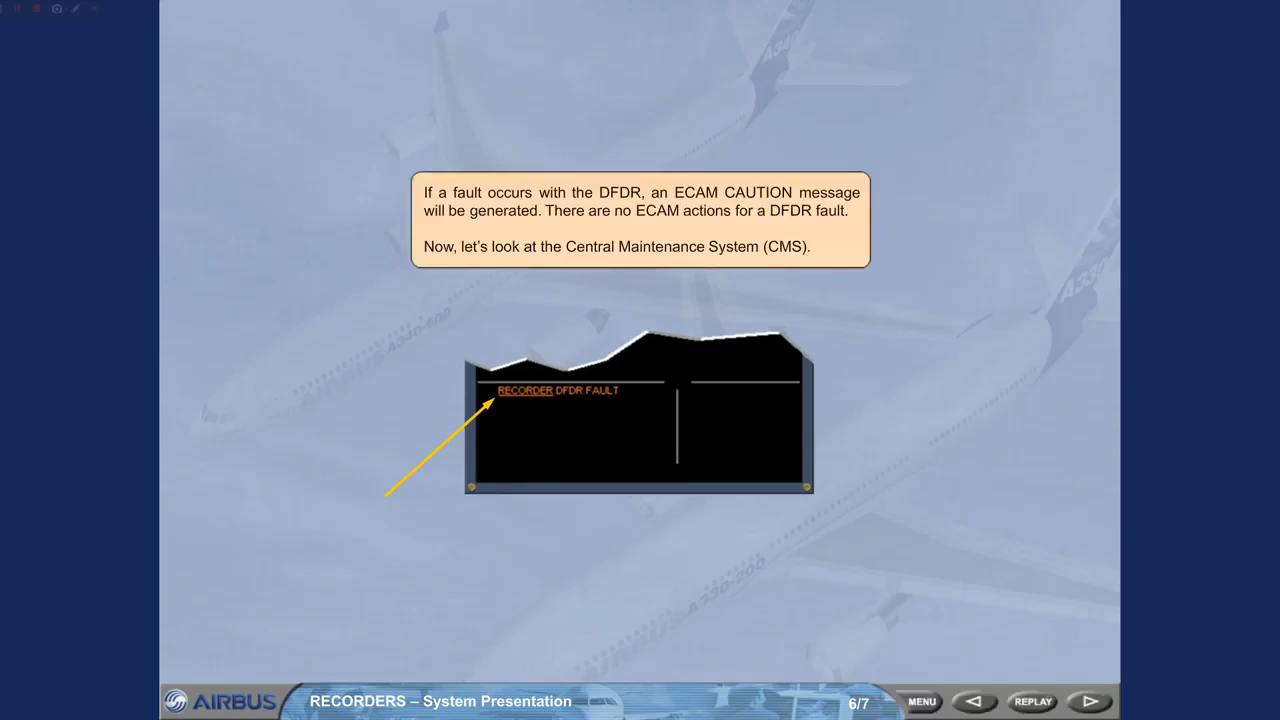 If a fault occurs with the DFDR, an ECAM CAUTION message
will be generated. There are no ECAM actions for a DFDR fault.
Now, let's look at the Central Maintenance System (CMS).
RECORDER DFDR FAULT
A330-200
AIRBUS
RECORDERS – System Presentation
6/7
MENU
REPLAY